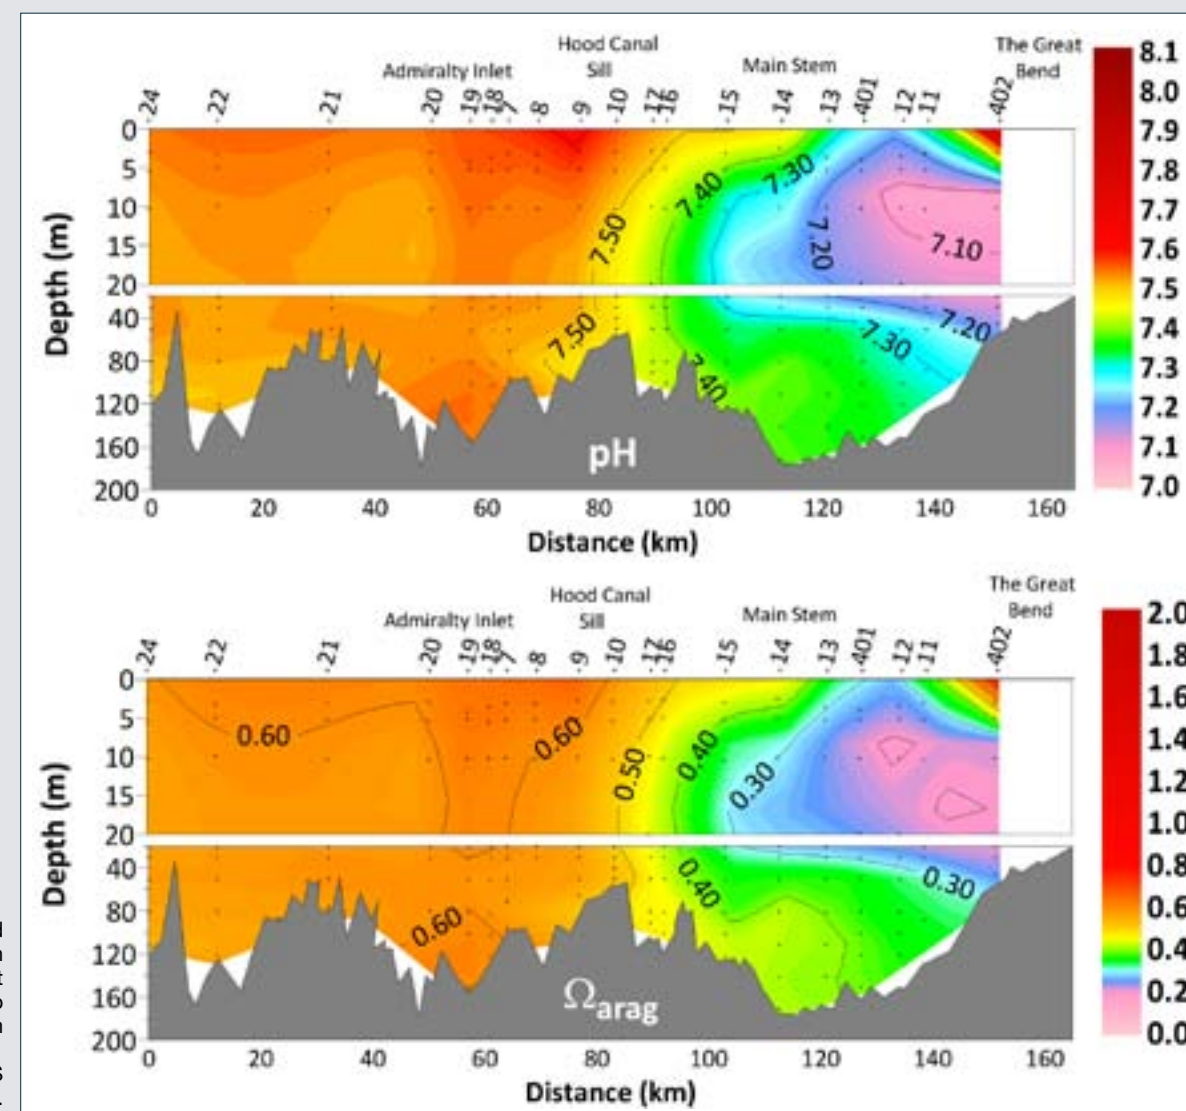 Hood Canal
Sill
The Great
Bend
Admiralty Inlet
Main Stem
24 22 21 20 19 18 7 8 9 10 17 16 15 14 13 401 12 11 402
8.1
8.0
7.9
7.8
7.7
7.6
7.5
7.4
7.3
7.2
7.1
7.0
Depth (m)
0
5
10
15
20
40
80
120
160
200
7.50
7.40
7.30
7.20
7.10
7.50
7.40
7.30
7.20
pH
0 20 40 60 80 100 120 140 160
Distance (km)
Hood Canal
Sill
The Great
Bend
Admiralty Inlet
Main Stem
24 22 21 20 19 18 7 8 9 10 17 16 15 14 13 401 12 11 402
2.0
1.8
1.6
1.4
1.2
1.0
0.8
0.6
0.4
0.2
0.0
Depth (m)
0
5
10
15
20
40
80
120
160
200
0.60
0.60
0.50
0.40
0.30
0.60
0.40
0.30
Ωarag
0 20 40 60 80 100 120 140 160
Distance (km)